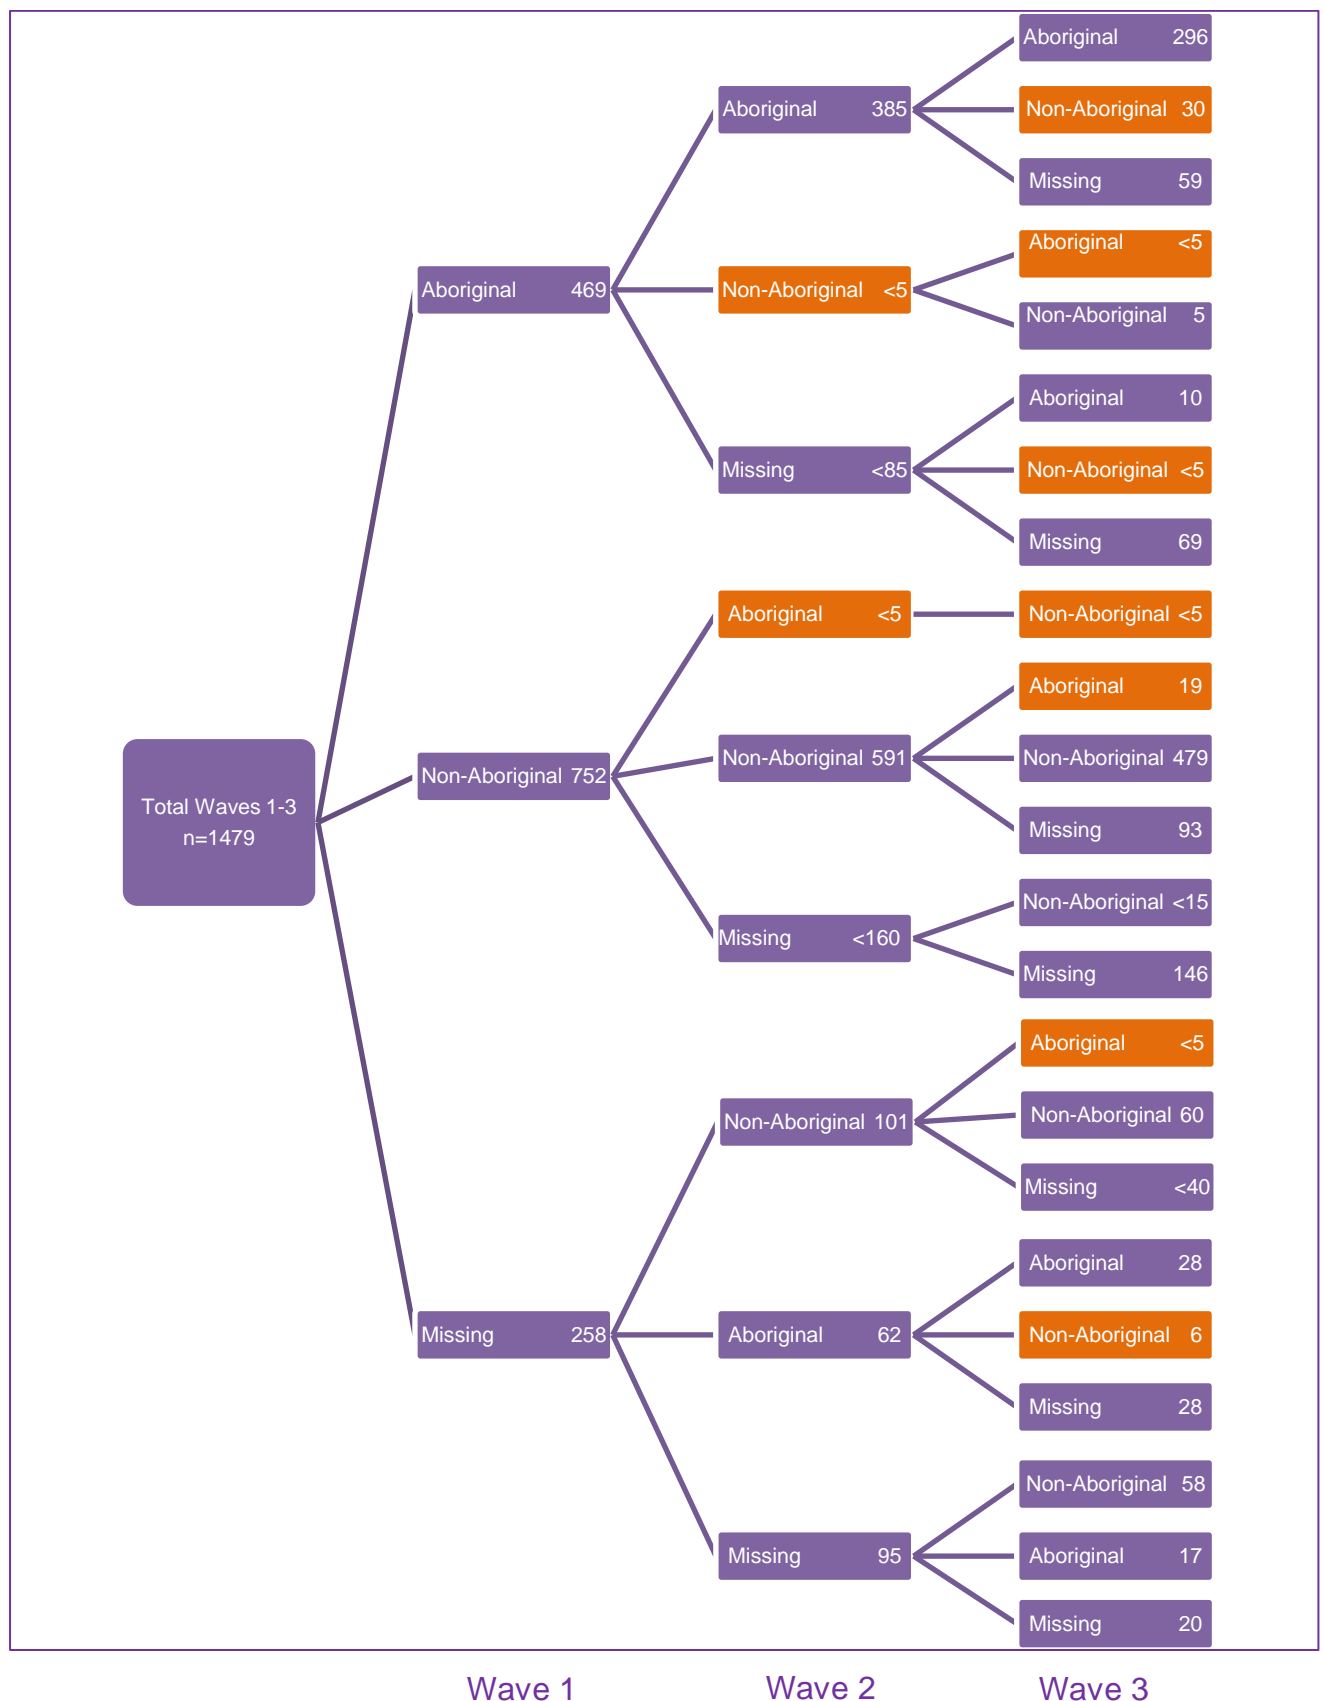 Total Waves 1-3
n=1479
Aboriginal 469
Non-Aboriginal 752
Missing 258
Aboriginal 385
Non-Aboriginal <5
Missing <85
Aboriginal <5
Non-Aboriginal 591
Missing <160
Non-Aboriginal 101
Aboriginal 62
Missing 95
Aboriginal 296
Non-Aboriginal 30
Missing 59
Aboriginal <5
Non-Aboriginal 5
Aboriginal 10
Non-Aboriginal <5
Missing 69
Non-Aboriginal <5
Aboriginal 19
Non-Aboriginal 479
Missing 93
Non-Aboriginal <15
Missing 146
Aboriginal <5
Non-Aboriginal 60
Missing <40
Aboriginal 28
Non-Aboriginal 6
Missing 28
Non-Aboriginal 58
Aboriginal 17
Missing 20
Wave 1
Wave 2
Wave 3